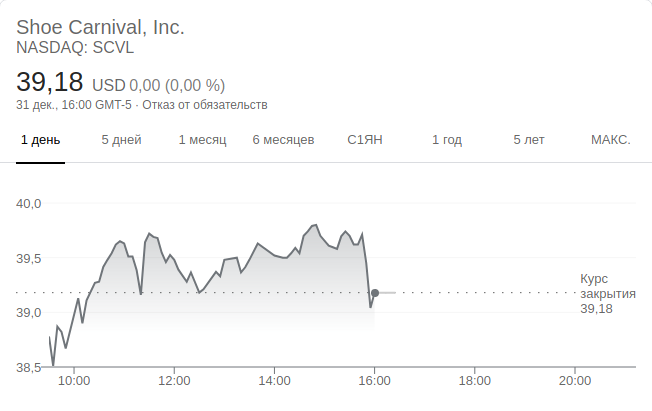 Shoe Carnival, Inc.
NASDAQ: SCVL
39,18 USD 0,00 (0,00 %)
31 дек., 16:00 GMT-5 · Отказ от обязательств
1 день 5 дней 1 месяц 6 месяцев С1ЯН 1 год 5 лет МАКС.
40,0
39,5
Курс
закрытия
39,18
39,0
38,5
10:00 12:00 14:00 16:00 18:00 20:00